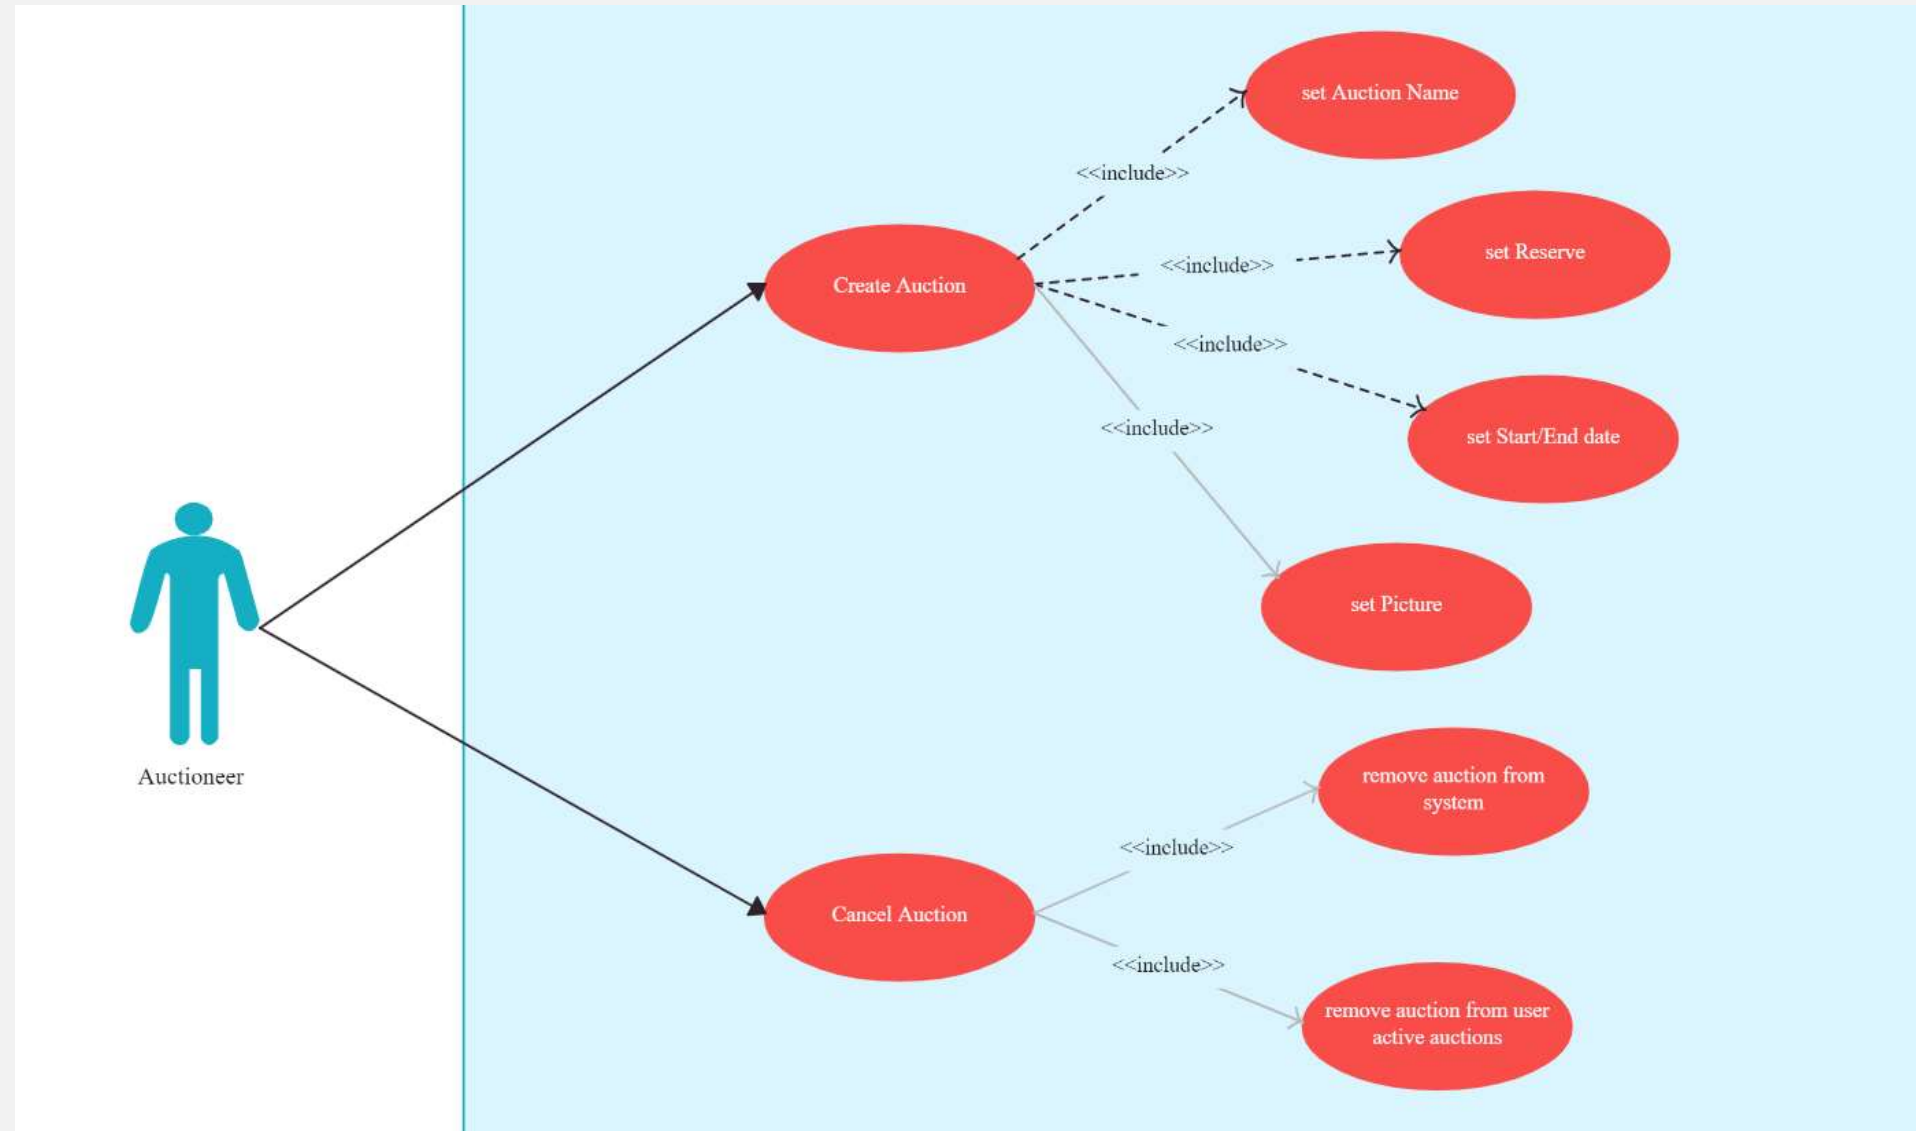 set Auction Name
<<include>>
set Reserve
<<include>>
Create Auction
<<include>>
set Start/End date
<<include>>
set Picture
Auctioneer
remove auction from
system
<<include>>
Cancel Auction
<<include>>
remove auction from user
active auctions